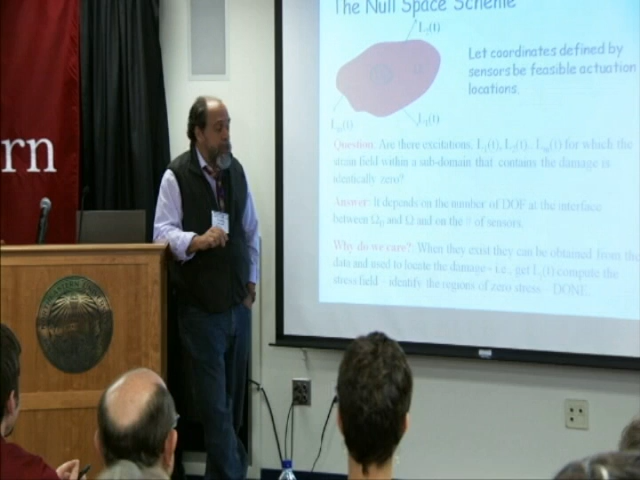 The Null Space Scheme
L₂(t)
Let coordinates defined by
sensors be feasible actuation
locations.
L₁(t)
rn
Question: Are there excitations, L₁(t), L₂(t).. Lₘ(t) for which the
strain field within a sub-domain that contains the damage is
identically zero?
Answer: It depends on the number of DOF at the interface
between Ω_D and Ω and on the # of sensors.
Why do we care?: When they exist they can be obtained from the
data and used to locate the damage – i.e., get L₁(t) compute the
stress field – identify the regions of zero stress – DONE.